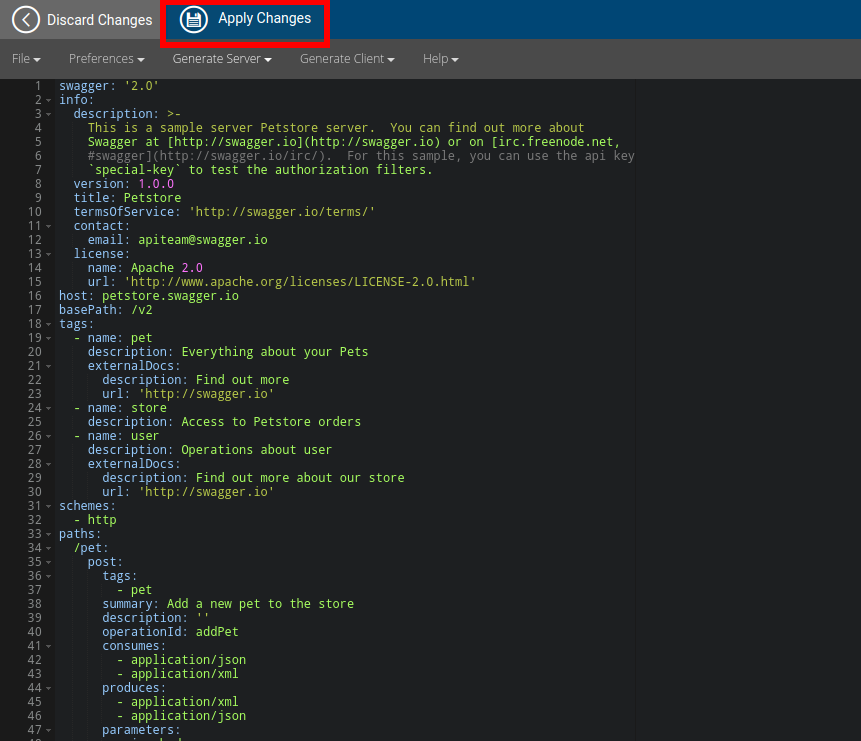 Discard Changes Apply Changes
File Preferences Generate Server Generate Client Help
1 swagger: '2.0'
2 info:
3   description: >-
4     This is a sample server Petstore server.  You can find out more about
5     Swagger at [http://swagger.io](http://swagger.io) or on [irc.freenode.net,
6     #swagger](http://swagger.io/irc/).  For this sample, you can use the api key
7     `special-key` to test the authorization filters.
8   version: 1.0.0
9   title: Petstore
10   termsOfService: 'http://swagger.io/terms/'
11   contact:
12     email: apiteam@swagger.io
13   license:
14     name: Apache 2.0
15     url: 'http://www.apache.org/licenses/LICENSE-2.0.html'
16 host: petstore.swagger.io
17 basePath: /v2
18 tags:
19   - name: pet
20     description: Everything about your Pets
21     externalDocs:
22       description: Find out more
23       url: 'http://swagger.io'
24   - name: store
25     description: Access to Petstore orders
26   - name: user
27     description: Operations about user
28     externalDocs:
29       description: Find out more about our store
30       url: 'http://swagger.io'
31 schemes:
32   - http
33 paths:
34   /pet:
35     post:
36       tags:
37         - pet
38       summary: Add a new pet to the store
39       description: ''
40       operationId: addPet
41       consumes:
42         - application/json
43         - application/xml
44       produces:
45         - application/xml
46         - application/json
47       parameters: